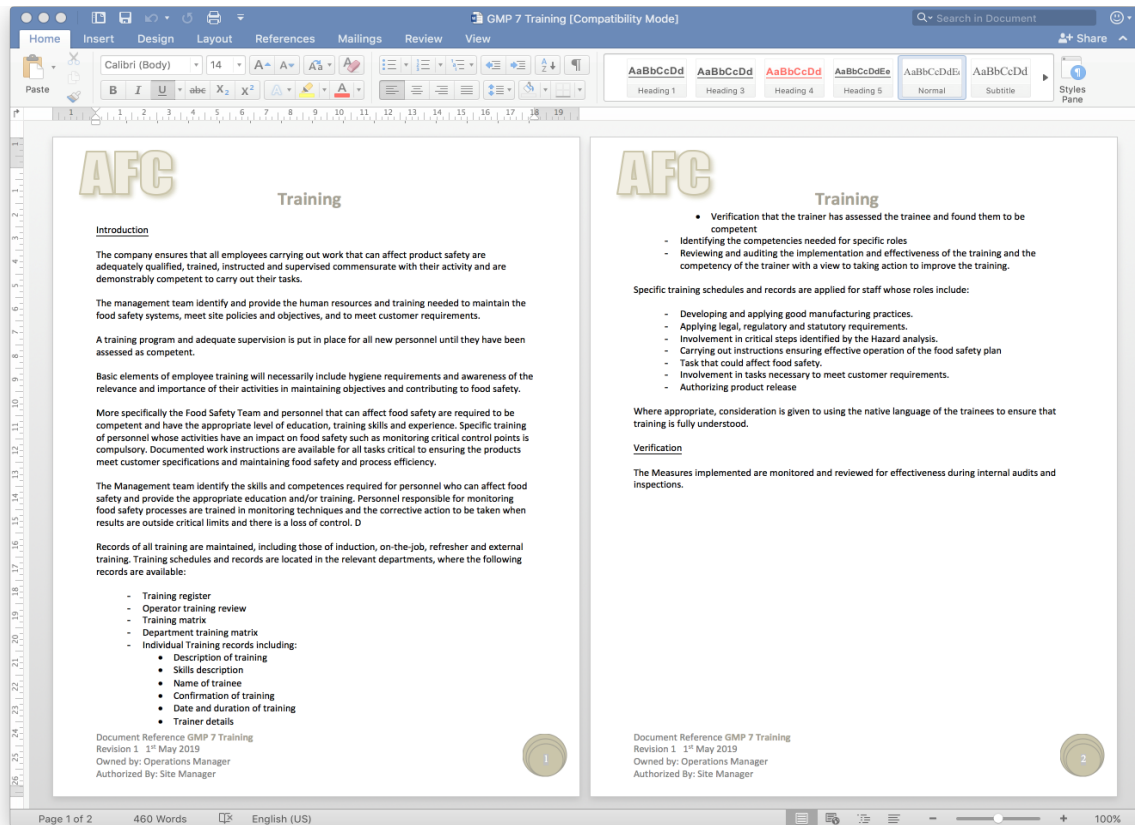 GMP 7 Training [Compatibility Mode]
Search in Document
Home Insert Design Layout References Mailings Review View
Share
Paste
Calibri (Body) 14
AaBbCcDd AaBbCcDd AaBbCcDd AaBbCcDdEe AaBbCcDdEe AaBbCcDd
Heading 1 Heading 3 Heading 4 Heading 5 Normal Subtitle
Styles
Pane
AFC
Training
Introduction
The company ensures that all employees carrying out work that can affect product safety are
adequately qualified, trained, instructed and supervised commensurate with their activity and are
demonstrably competent to carry out their tasks.
The management team identify and provide the human resources and training needed to maintain the
food safety systems, meet site policies and objectives, and to meet customer requirements.
A training program and adequate supervision is put in place for all new personnel until they have been
assessed as competent.
Basic elements of employee training will necessarily include hygiene requirements and awareness of the
relevance and importance of their activities in maintaining objectives and contributing to food safety.
More specifically the Food Safety Team and personnel that can affect food safety are required to be
competent and have the appropriate level of education, training skills and experience. Specific training
of personnel whose activities have an impact on food safety such as monitoring critical control points is
compulsory. Documented work instructions are available for all tasks critical to ensuring the products
meet customer specifications and maintaining food safety and process efficiency.
The Management team identify the skills and competences required for personnel who can affect food
safety and provide the appropriate education and/or training. Personnel responsible for monitoring
food safety processes are trained in monitoring techniques and the corrective action to be taken when
results are outside critical limits and there is a loss of control. D
Records of all training are maintained, including those of induction, on-the-job, refresher and external
training. Training schedules and records are located in the relevant departments, where the following
records are available:
- Training register
- Operator training review
- Training matrix
- Department training matrix
- Individual Training records including:
• Description of training
• Skills description
• Name of trainee
• Confirmation of training
• Date and duration of training
• Trainer details
Document Reference GMP 7 Training
Revision 1 1st May 2019
Owned by: Operations Manager
Authorized By: Site Manager
1
AFC
Training
• Verification that the trainer has assessed the trainee and found them to be
competent
- Identifying the competencies needed for specific roles
- Reviewing and auditing the implementation and effectiveness of the training and the
competency of the trainer with a view to taking action to improve the training.
Specific training schedules and records are applied for staff whose roles include:
- Developing and applying good manufacturing practices.
- Applying legal, regulatory and statutory requirements.
- Involvement in critical steps identified by the Hazard analysis.
- Carrying out instructions ensuring effective operation of the food safety plan
- Task that could affect food safety.
- Involvement in tasks necessary to meet customer requirements.
- Authorizing product release
Where appropriate, consideration is given to using the native language of the trainees to ensure that
training is fully understood.
Verification
The Measures implemented are monitored and reviewed for effectiveness during internal audits and
inspections.
Document Reference GMP 7 Training
Revision 1 1st May 2019
Owned by: Operations Manager
Authorized By: Site Manager
2
Page 1 of 2 460 Words English (US) 100%